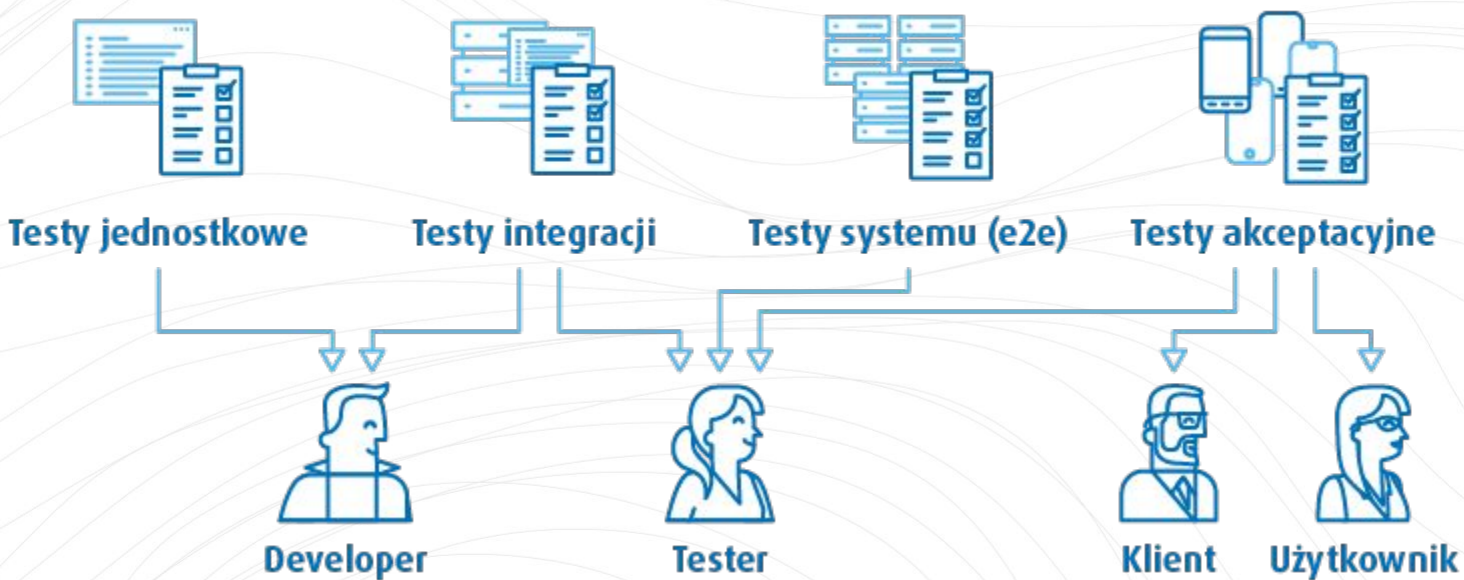 Testy jednostkowe
Testy integracji
Testy systemu (e2e)
Testy akceptacyjne
Developer
Tester
Klient
Użytkownik